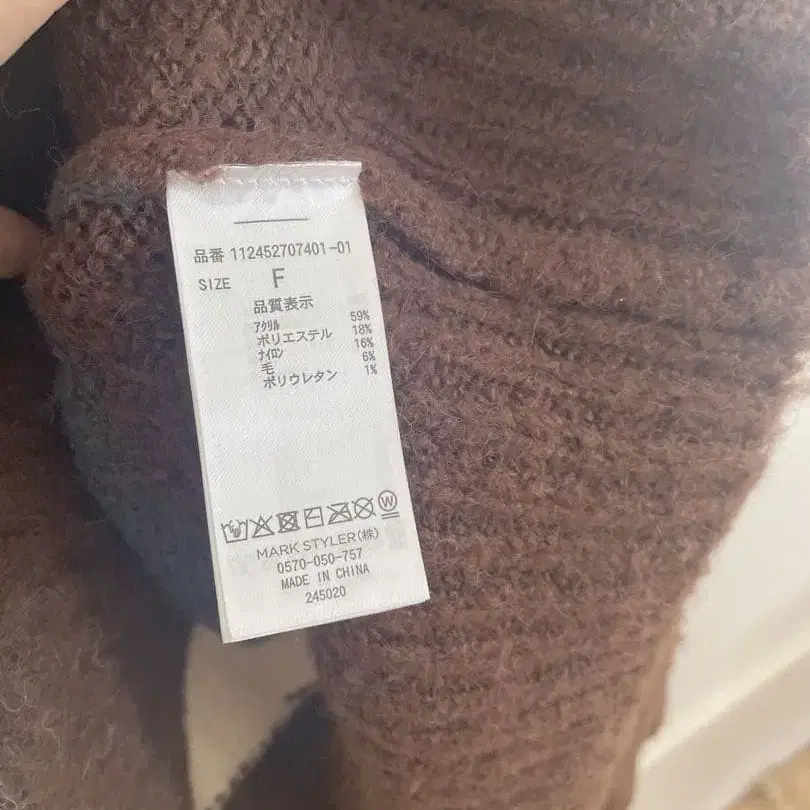 品番 112452707401-01
SIZE F
品質表示
ｱｸﾘﾙ 59%
ポリエステル 18%
ﾅｲﾛﾝ 16%
毛 6%
ポリウレタン 1%
W
MARK STYLER(株)
0570-050-757
MADE IN CHINA
245020